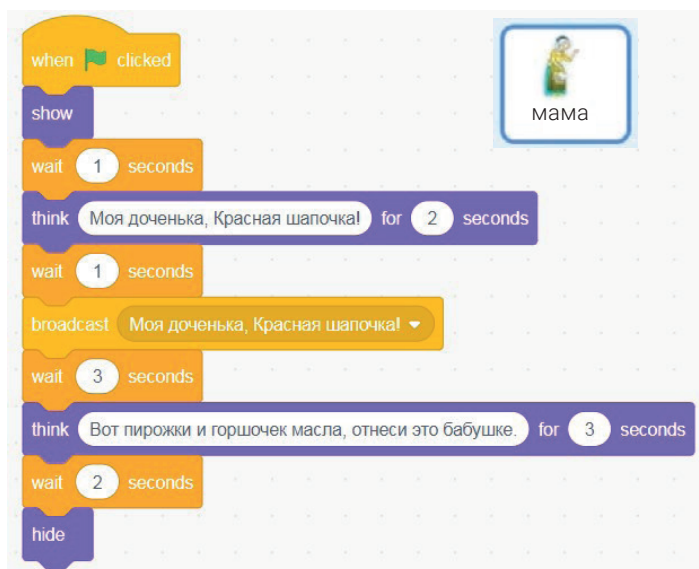 when clicked
мама
show
wait 1 seconds
think Моя доченька, Красная шапочка! for 2 seconds
wait 1 seconds
broadcast Моя доченька, Красная шапочка!
wait 3 seconds
think Вот пирожки и горшочек масла, отнеси это бабушке. for 3 seconds
wait 2 seconds
hide